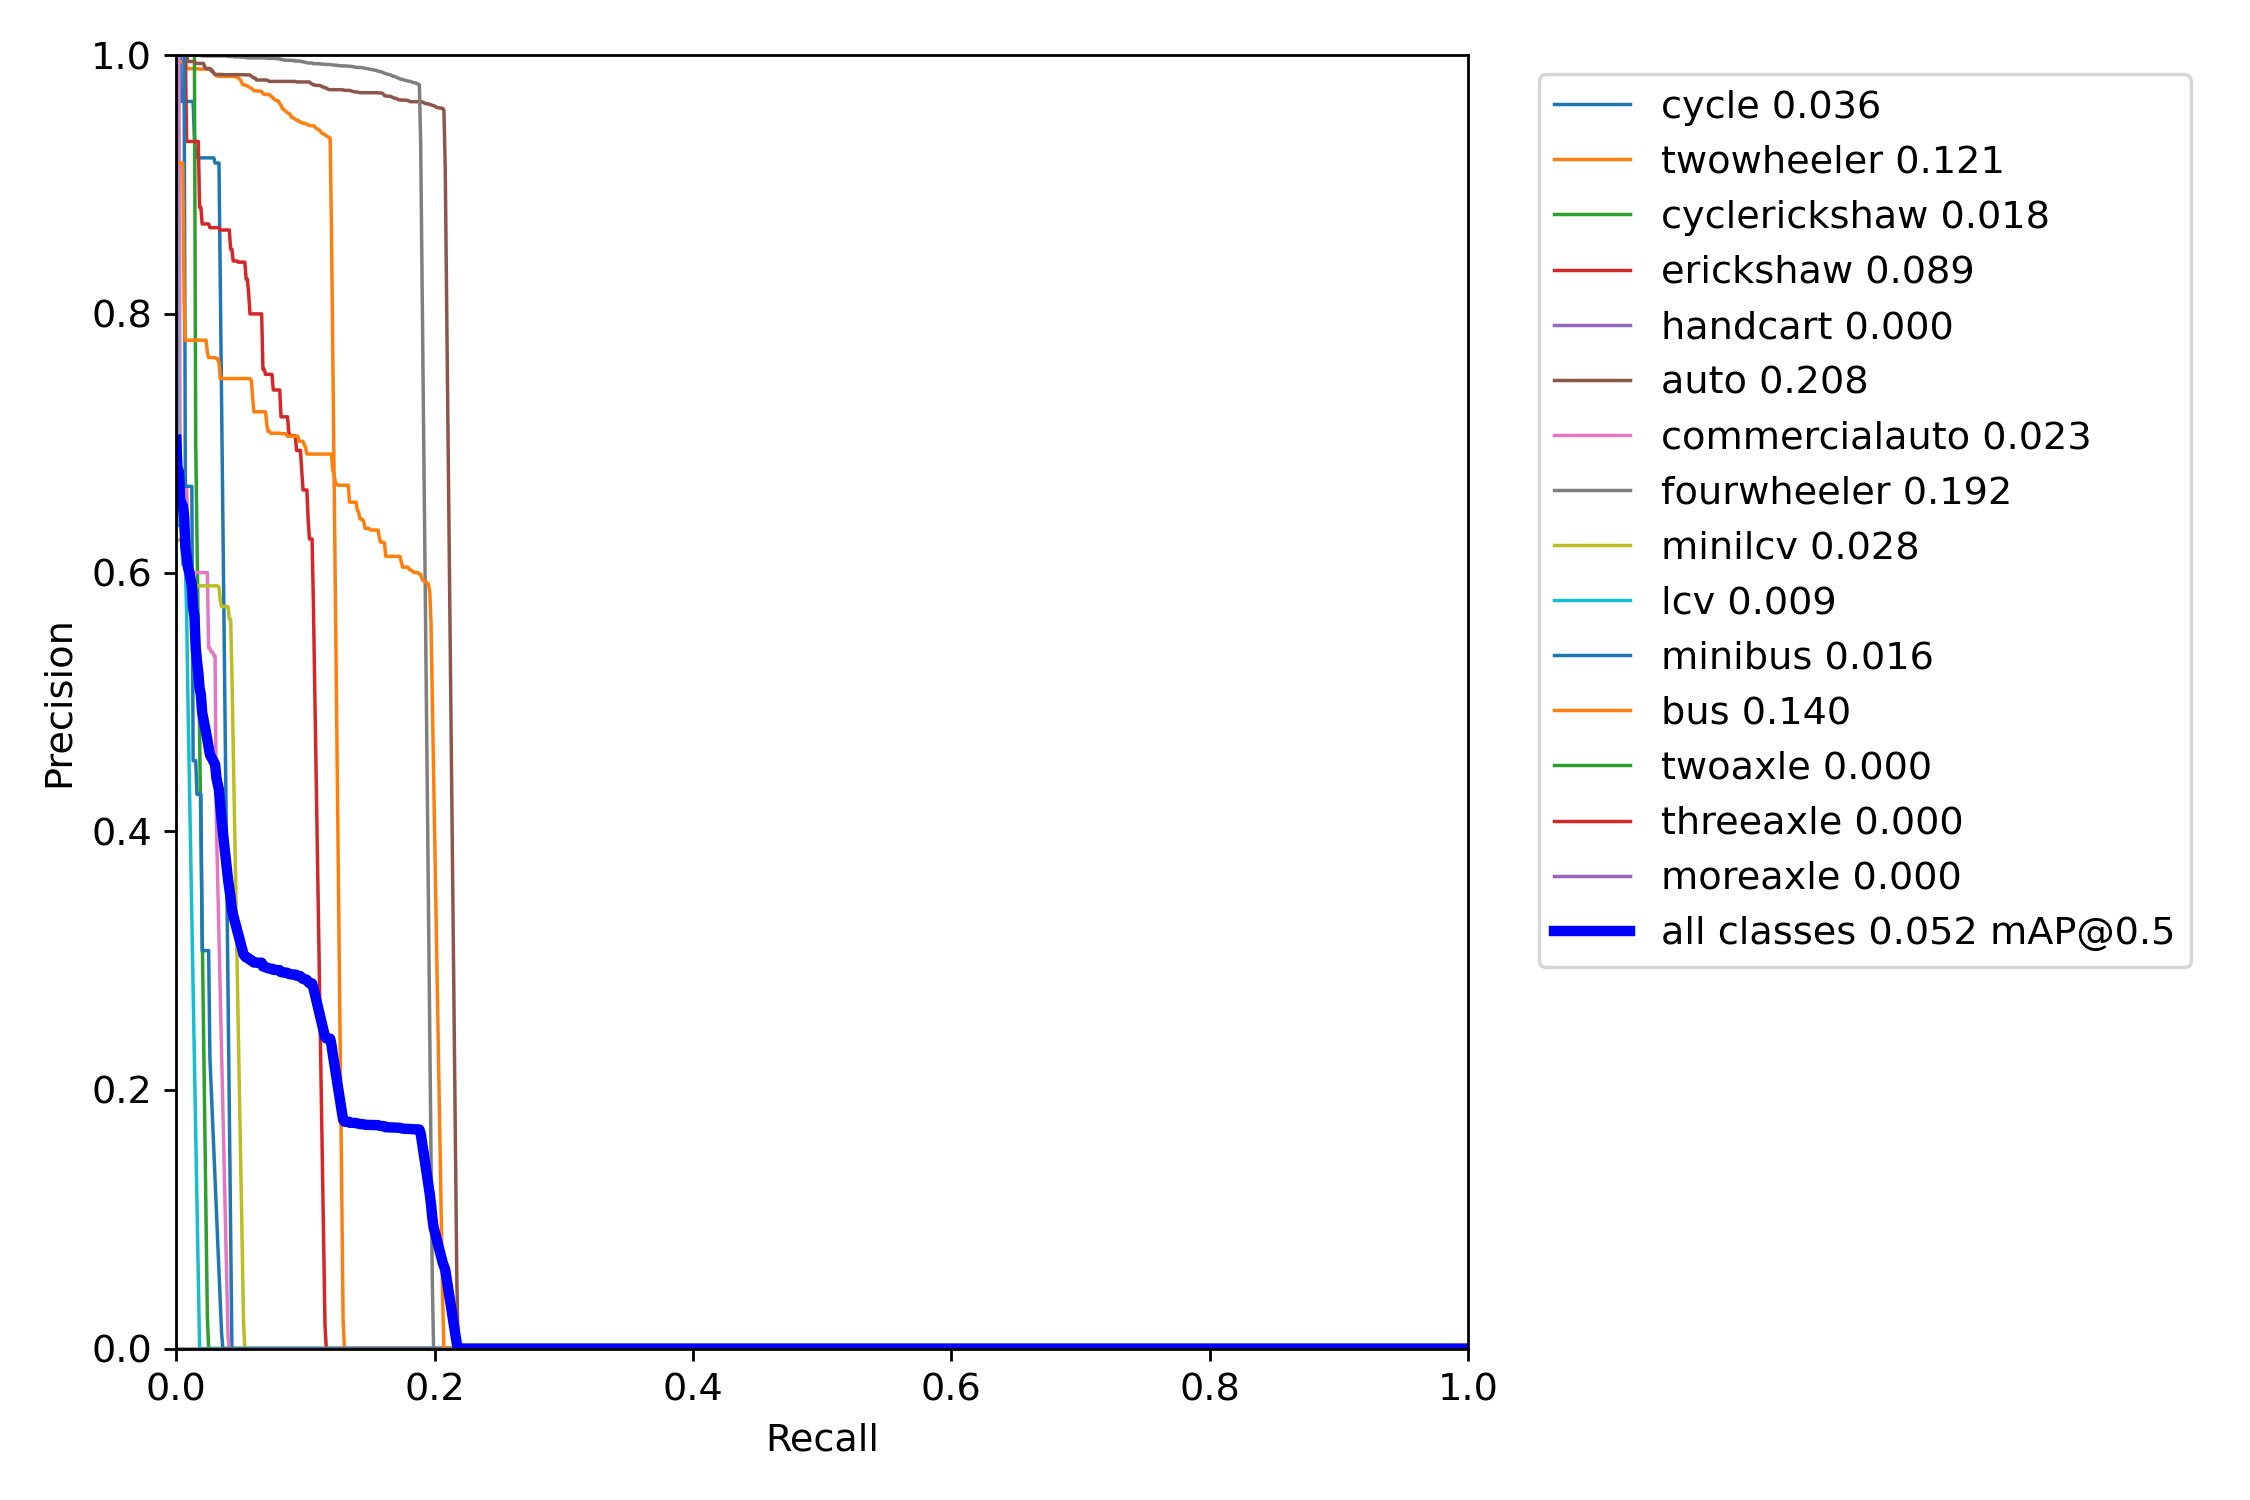 1.0
0.8
0.6
0.4
0.2
0.0
Precision
0.0 0.2 0.4 0.6 0.8 1.0
Recall
cycle 0.036
twowheeler 0.121
cyclerickshaw 0.018
erickshaw 0.089
handcart 0.000
auto 0.208
commercialauto 0.023
fourwheeler 0.192
minilcv 0.028
lcv 0.009
minibus 0.016
bus 0.140
twoaxle 0.000
threeaxle 0.000
moreaxle 0.000
all classes 0.052 mAP@0.5